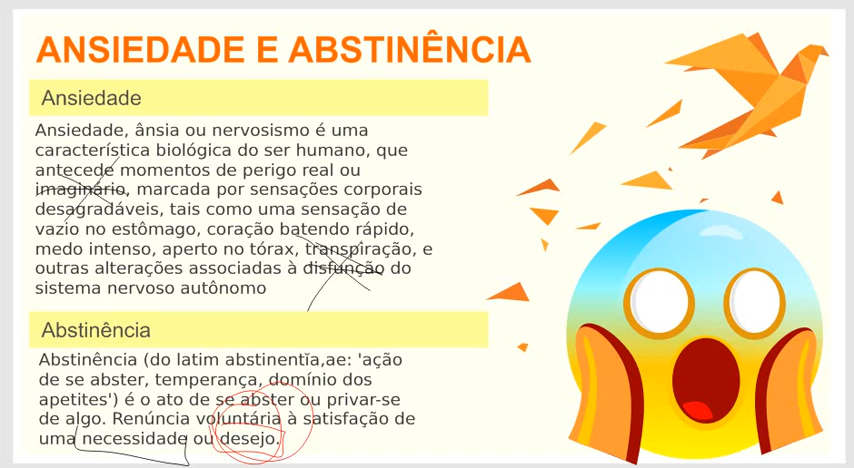 ANSIEDADE E ABSTINÊNCIA
Ansiedade
Ansiedade, ânsia ou nervosismo é uma
característica biológica do ser humano, que
antecede momentos de perigo real ou
imaginário, marcada por sensações corporais
desagradáveis, tais como uma sensação de
vazio no estômago, coração batendo rápido,
medo intenso, aperto no tórax, transpiração, e
outras alterações associadas à disfunção do
sistema nervoso autônomo
Abstinência
Abstinência (do latim abstinentĭa,ae: 'ação
de se abster, temperança, domínio dos
apetites') é o ato de se abster ou privar-se
de algo. Renúncia voluntária à satisfação de
uma necessidade ou desejo.